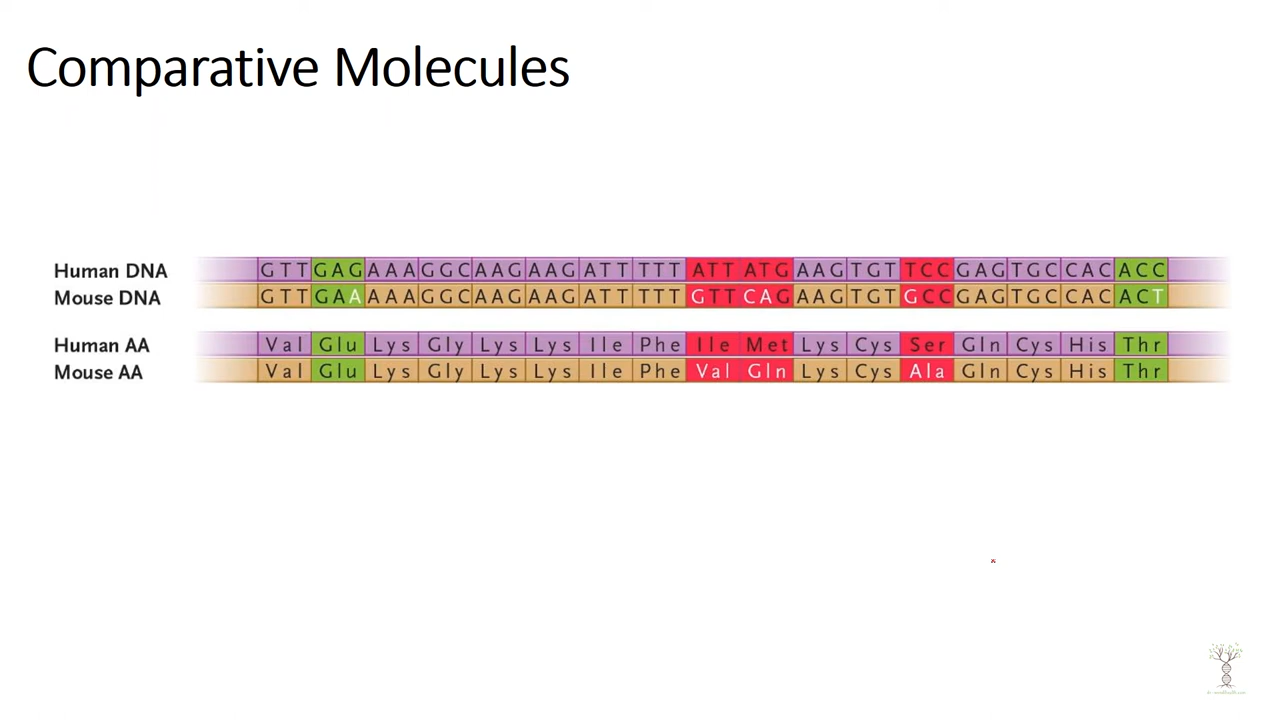 Comparative Molecules
Human DNA GTT GAG AAA GGC AAG AAG ATT TTT ATT ATG AAG TGT TCC GAG TGC CAC ACC
Mouse DNA GTT GAA AAA GGC AAG AAG ATT TTT GTT CAG AAG TGT GCC GAG TGC CAC ACT
Human AA Val Glu Lys Gly Lys Lys Ile Phe Ile Met Lys Cys Ser Gln Cys His Thr
Mouse AA Val Glu Lys Gly Lys Lys Ile Phe Val Gln Lys Cys Ala Gln Cys His Thr